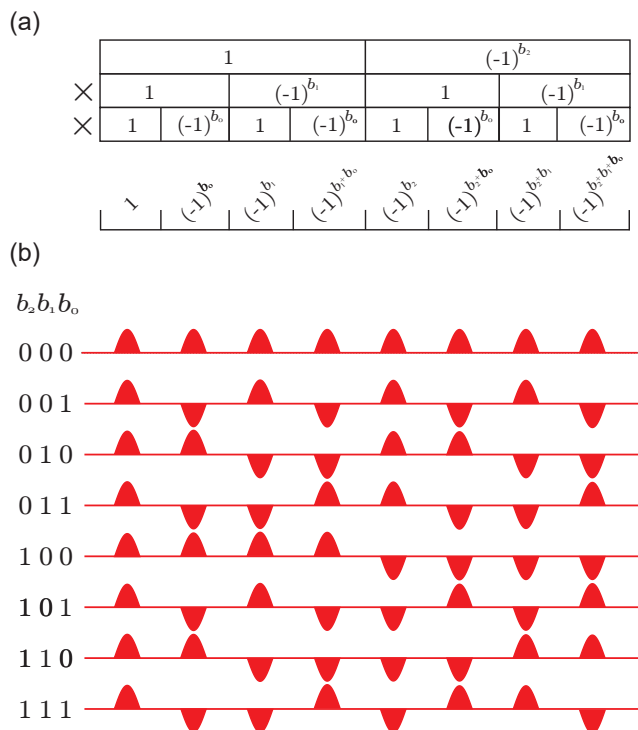 (a)
1 (-1)^{b₂}
× 1 (-1)^{b₁} 1 (-1)^{b₁}
× 1 (-1)^{b₀} 1 (-1)^{b₀} 1 (-1)^{b₀} 1 (-1)^{b₀}
1 (-1)^{b₀} (-1)^{b₁} (-1)^{b₁+b₀} (-1)^{b₂} (-1)^{b₂+b₀} (-1)^{b₂+b₁} (-1)^{b₂+b₁+b₀}
(b)
b₂b₁b₀
0 0 0
0 0 1
0 1 0
0 1 1
1 0 0
1 0 1
1 1 0
1 1 1